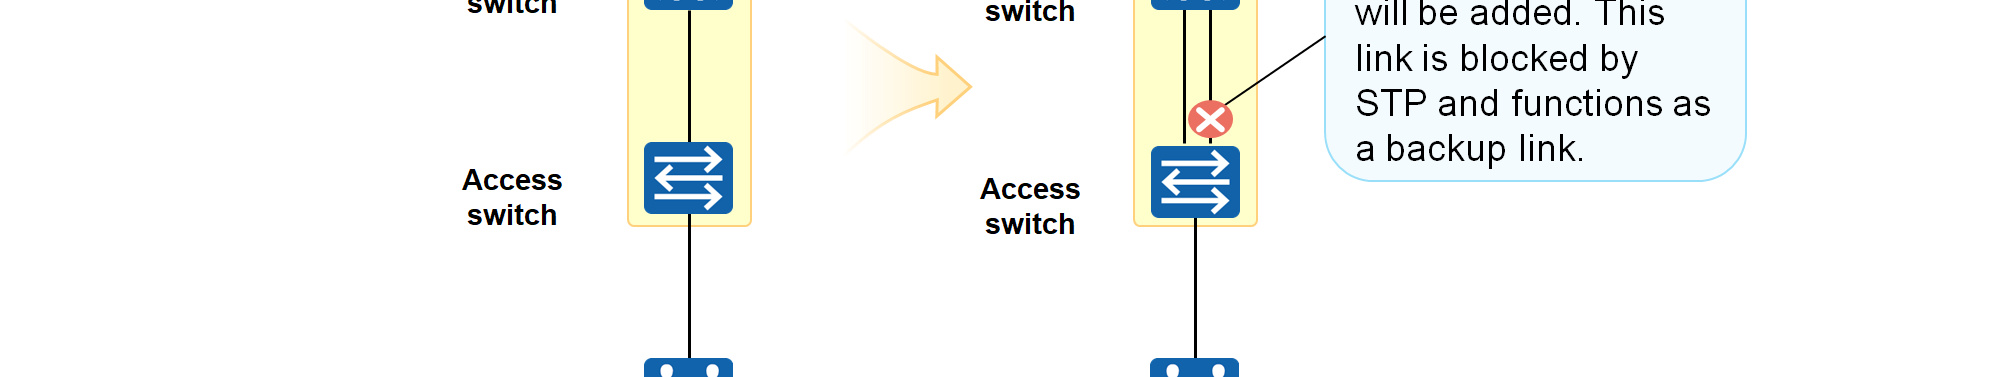 switch
switch
will be added. This
link is blocked by
STP and functions as
a backup link.
Access
switch
Access
switch